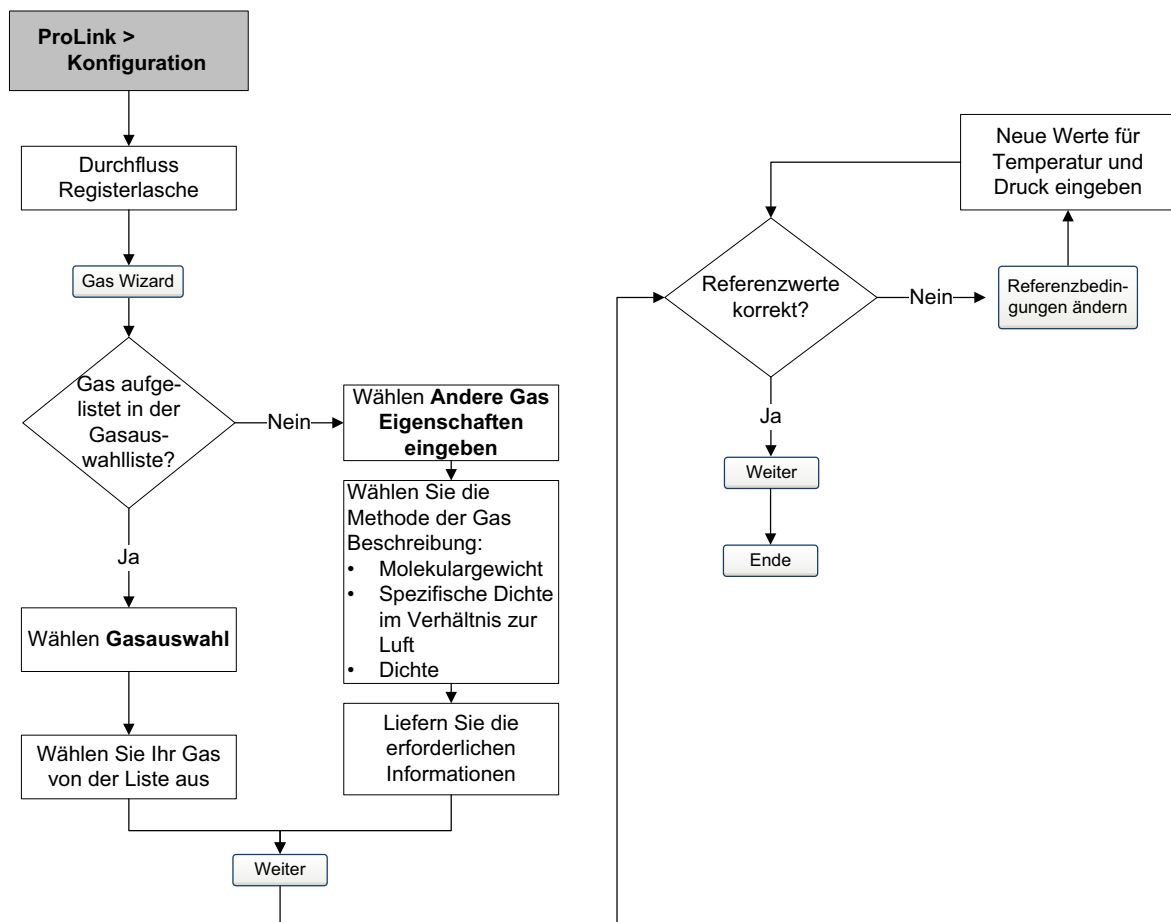 ProLink >
Konfiguration
Durchfluss
Registerlasche
Gas Wizard
Gas aufge-
listet in der
Gasaus-
wahlliste?
Nein
Wählen Andere Gas
Eigenschaften
eingeben
Wählen Sie die
Methode der Gas
Beschreibung:
• Molekulargewicht
• Spezifische Dichte
im Verhältnis zur
Luft
• Dichte
Liefern Sie die
erforderlichen
Informationen
Ja
Wählen Gasauswahl
Wählen Sie Ihr Gas
von der Liste aus
Weiter
Neue Werte für
Temperatur und
Druck eingeben
Referenzwerte
korrekt?
Nein
Referenzbedin-
gungen ändern
Ja
Weiter
Ende